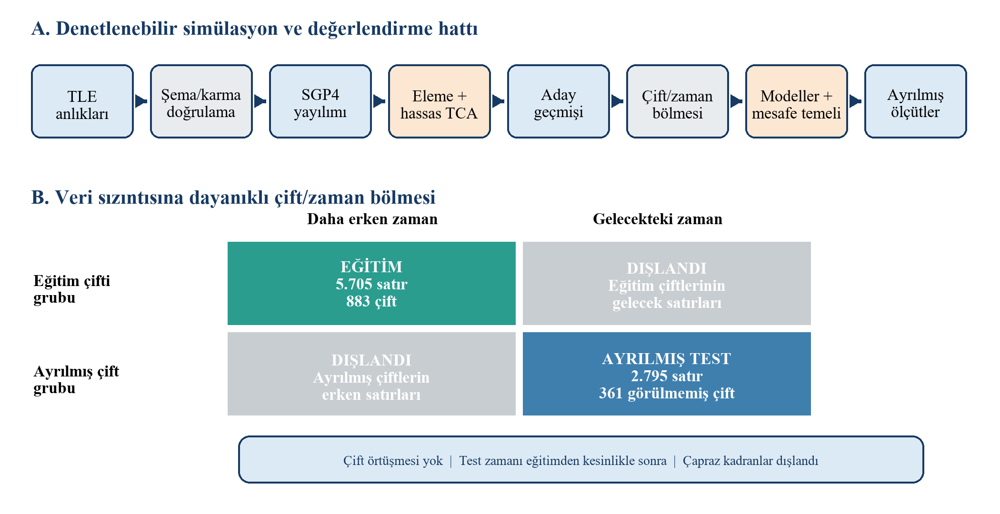 A. Denetlenebilir simülasyon ve değerlendirme hattı
TLE
anlıkları
Şema/karma
doğrulama
SGP4
yayılımı
Eleme +
hassas TCA
Aday
geçmişi
Çift/zaman
bölmesi
Modeller +
mesafe temeli
Ayrılmış
ölçütler
B. Veri sızıntısına dayanıklı çift/zaman bölmesi
Daha erken zaman
Gelecekteki zaman
Eğitim çifti
grubu
EĞİTİM
5.705 satır
883 çift
DIŞLANDI
Eğitim çiftlerinin
gelecek satırları
Ayrılmış çift
grubu
DIŞLANDI
Ayrılmış çiftlerin
erken satırları
AYRILMIŞ TEST
2.795 satır
361 görülmemiş çift
Çift örtüşmesi yok | Test zamanı eğitimden kesinlikle sonra | Çapraz kadranlar dışlandı